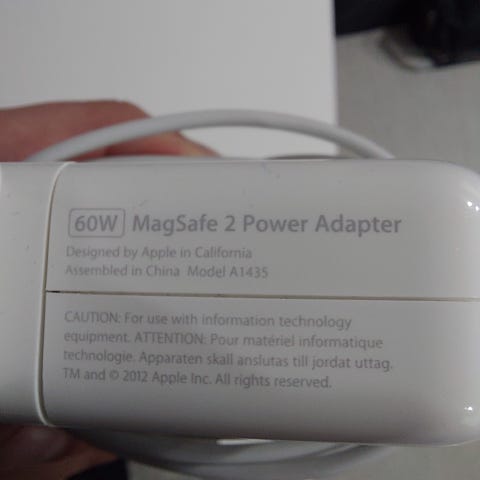 60W MagSafe 2 Power Adapter
Designed by Apple in California
Assembled in China Model A1435
CAUTION: For use with information technology
equipment. ATTENTION: Pour matériel informatique
technologie. Apparaten skall anslutas till jordat uttag.
TM and © 2012 Apple Inc. All rights reserved.